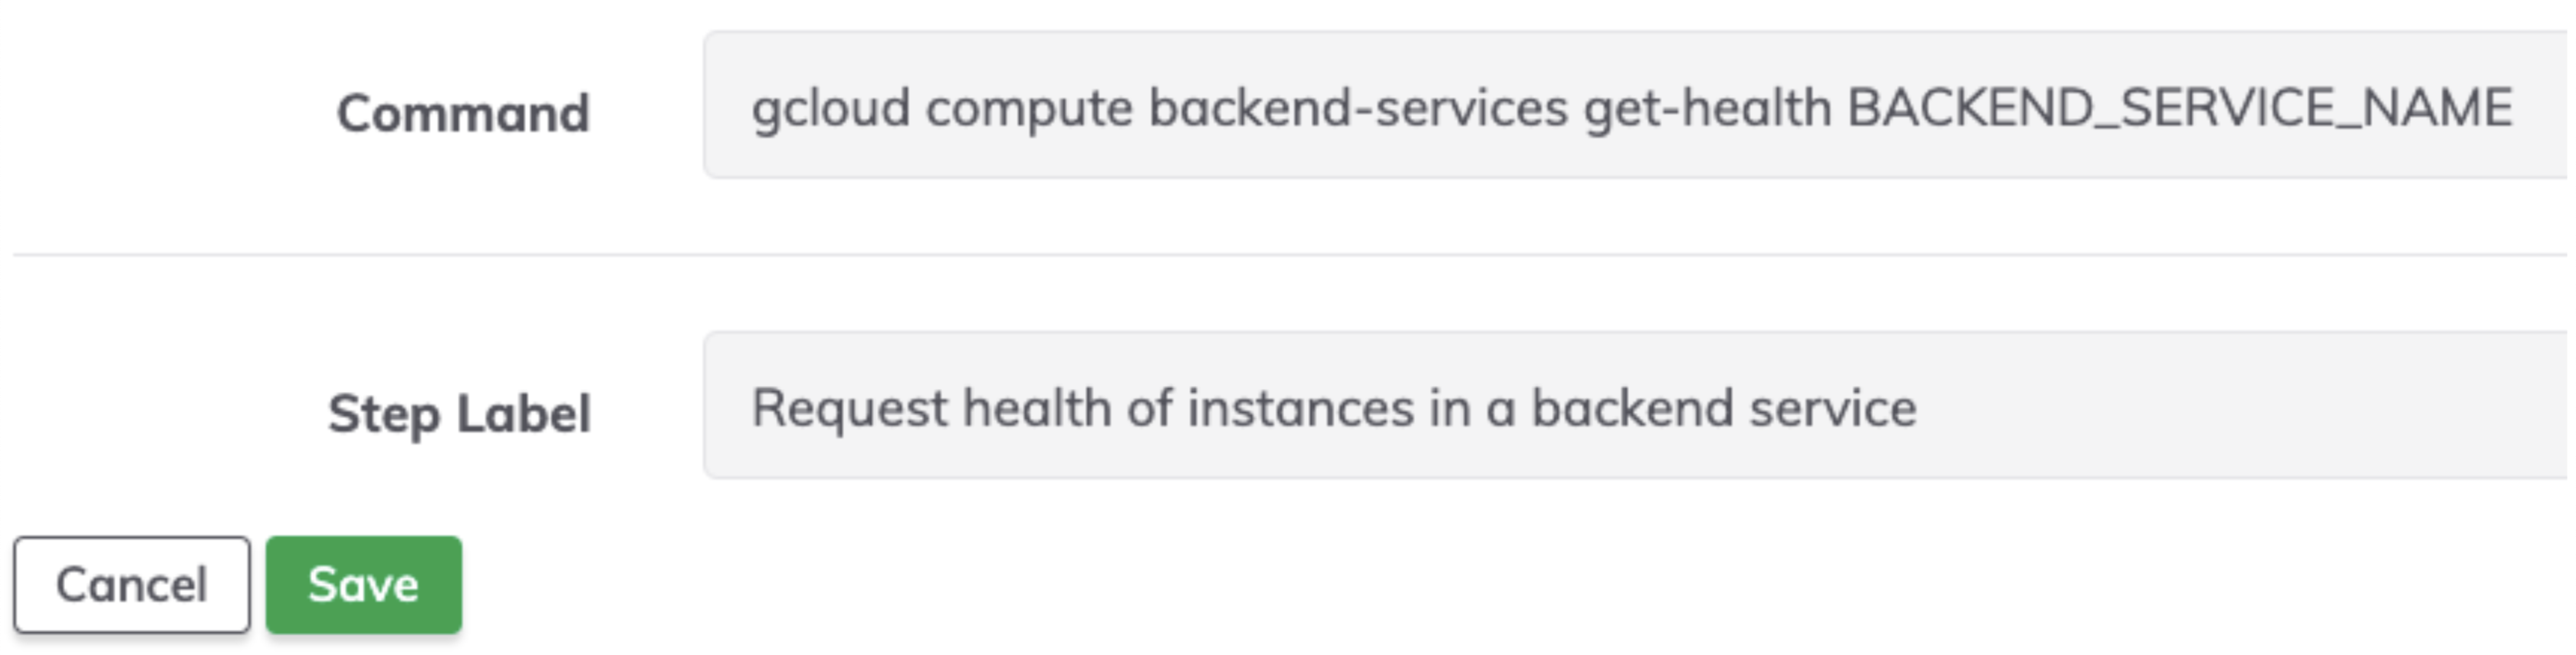 Command
gcloud compute backend-services get-health BACKEND_SERVICE_NAME
Step Label
Request health of instances in a backend service
Cancel
Save